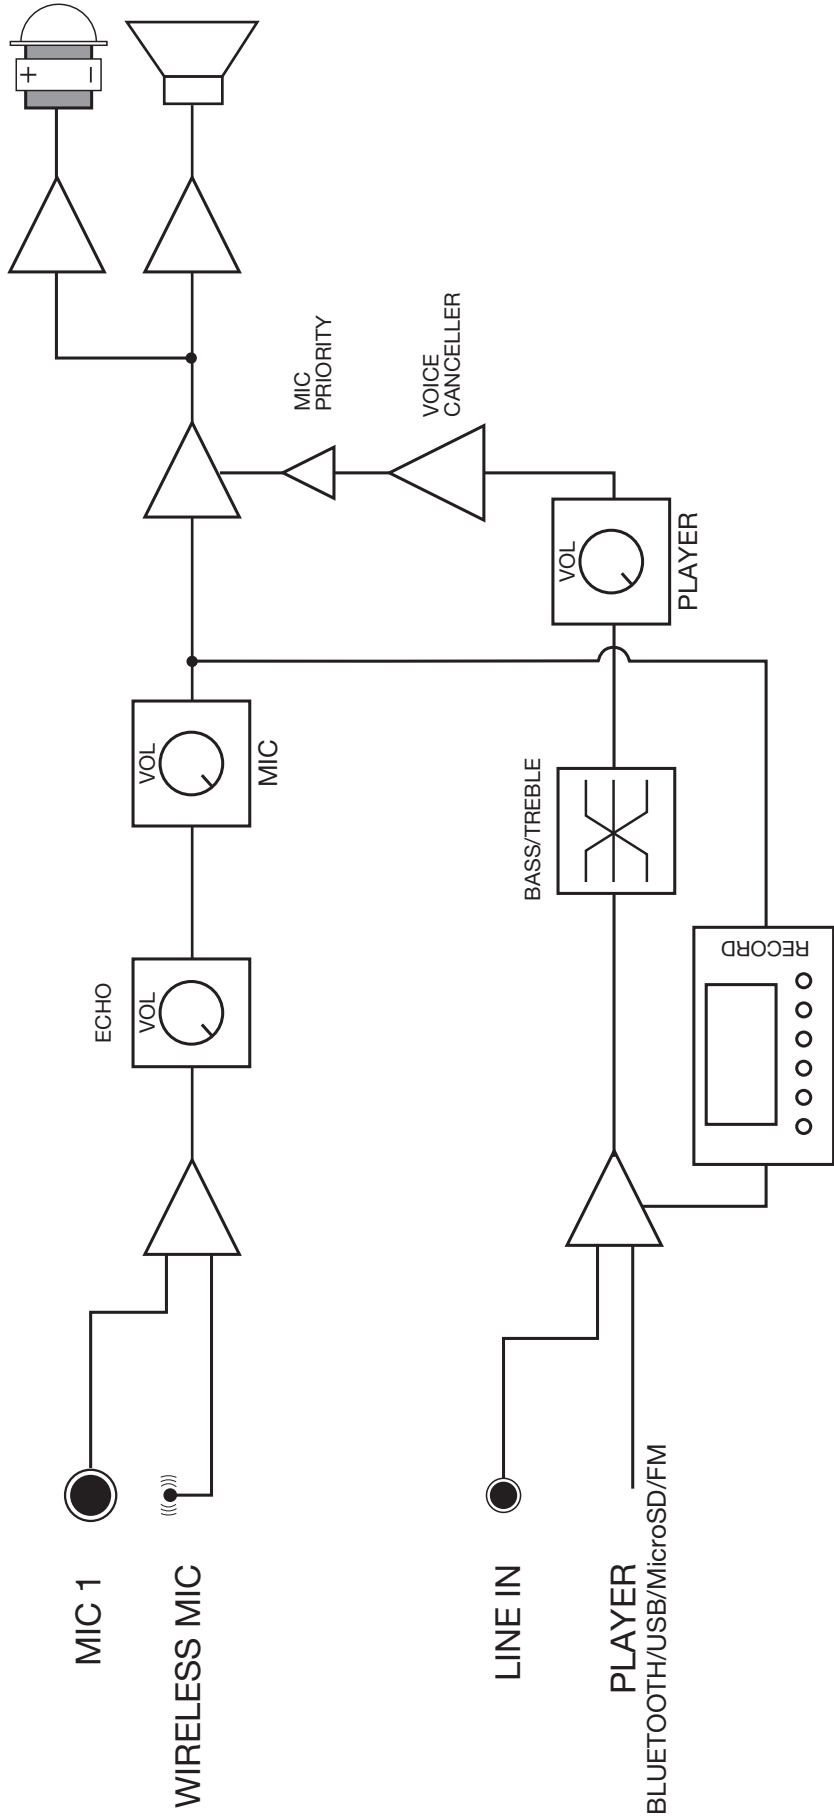 MIC 1
WIRELESS MIC
ECHO
VOL
VOL
MIC
+
–
MIC
PRIORITY
VOICE
CANCELLER
LINE IN
PLAYER
BLUETOOTH/USB/MicroSD/FM
BASS/TREBLE
VOL
PLAYER
RECORD